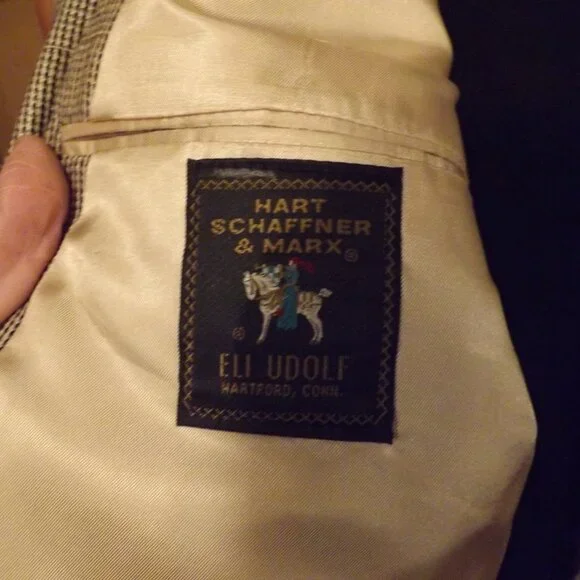 HART
SCHAFFNER
& MARX®
®
ELI UDOLF
HARTFORD, CONN.